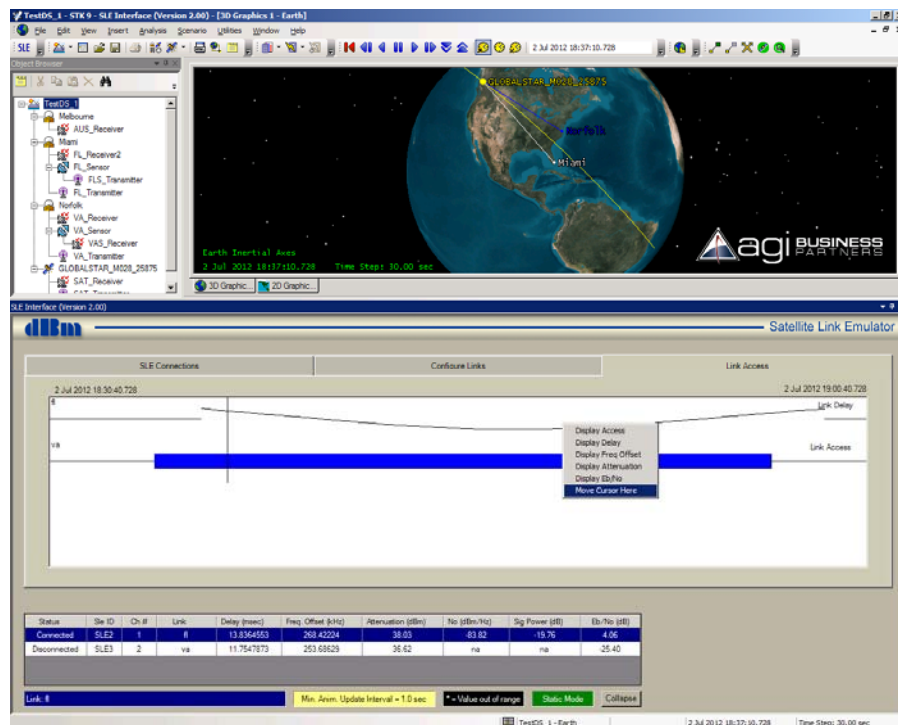 TestDS_1 - STK 9 - SLE Interface (Version 2.00) - [3D Graphics 1 - Earth]
File Edit View Insert Analysis Scenario Utilities Window Help
SLE 2 Jul 2012 18:37:10.728
Object Browser
TestDS_1
Melbourne
AUS_Receiver
Miami
FL_Receiver2
FL_Sensor
FLS_Transmitter
FL_Transmitter
Norfolk
VA_Receiver
VA_Sensor
VAS_Receiver
VA_Transmitter
GLOBALSTAR_M028_25875
SAT_Receiver
SAT_Transmitter
GLOBALSTAR_M028_25875
Norfolk
Miami
Earth Inertial Axes
2 Jul 2012 18:37:10.728 Time Step: 30.00 sec
agi BUSINESS PARTNERS
3D Graphic... 2D Graphic...
SLE Interface (Version 2.00)
dBm Satellite Link Emulator
SLE Connections Configure Links Link Access
2 Jul 2012 18:30:40.728 2 Jul 2012 19:00:40.728
fl Link Delay
va Link Access
Display Access
Display Delay
Display Freq Offset
Display Attenuation
Display Eb/No
Move Cursor Here
Status Sle ID Ch # Link Delay (msec) Freq. Offset (kHz) Attenuation (dBm) No (dBm/Hz) Sig Power (dB) Eb/No (dB)
Connected SLE2 1 fl 13.8364553 268.42224 38.03 -83.82 -19.76 4.06
Disconnected SLE3 2 va 11.7547873 253.68629 36.62 na na -25.40
Link: fl Min. Anim. Update Interval = 1.0 sec * = Value out of range Static Mode Collapse
TestDS_1 - Earth 2 Jul 2012 18:37:10.728 Time Step: 30.00 sec